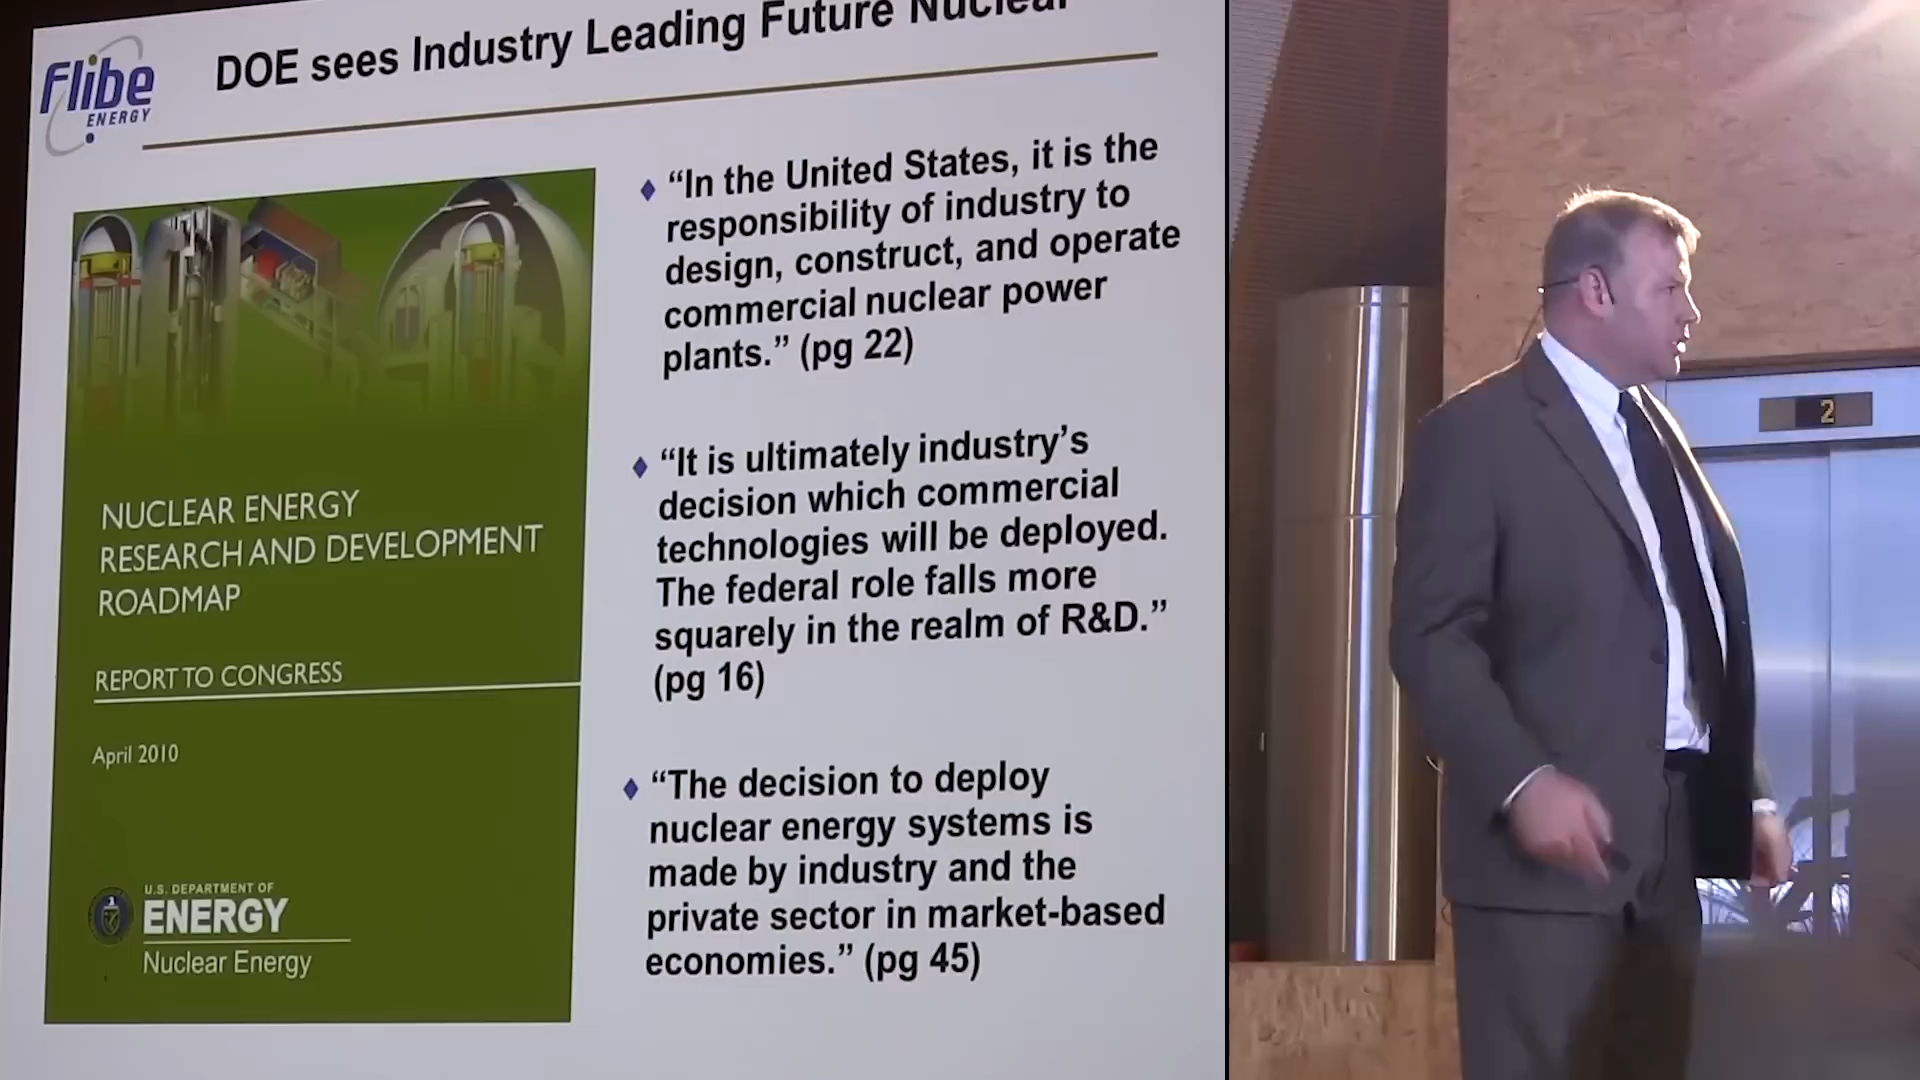 Flibe
ENERGY
DOE sees Industry Leading Future Nuclear
NUCLEAR ENERGY
RESEARCH AND DEVELOPMENT
ROADMAP
REPORT TO CONGRESS
April 2010
U.S. DEPARTMENT OF
ENERGY
Nuclear Energy
“In the United States, it is the
responsibility of industry to
design, construct, and operate
commercial nuclear power
plants.” (pg 22)
“It is ultimately industry’s
decision which commercial
technologies will be deployed.
The federal role falls more
squarely in the realm of R&D.”
(pg 16)
“The decision to deploy
nuclear energy systems is
made by industry and the
private sector in market-based
economies.” (pg 45)
2